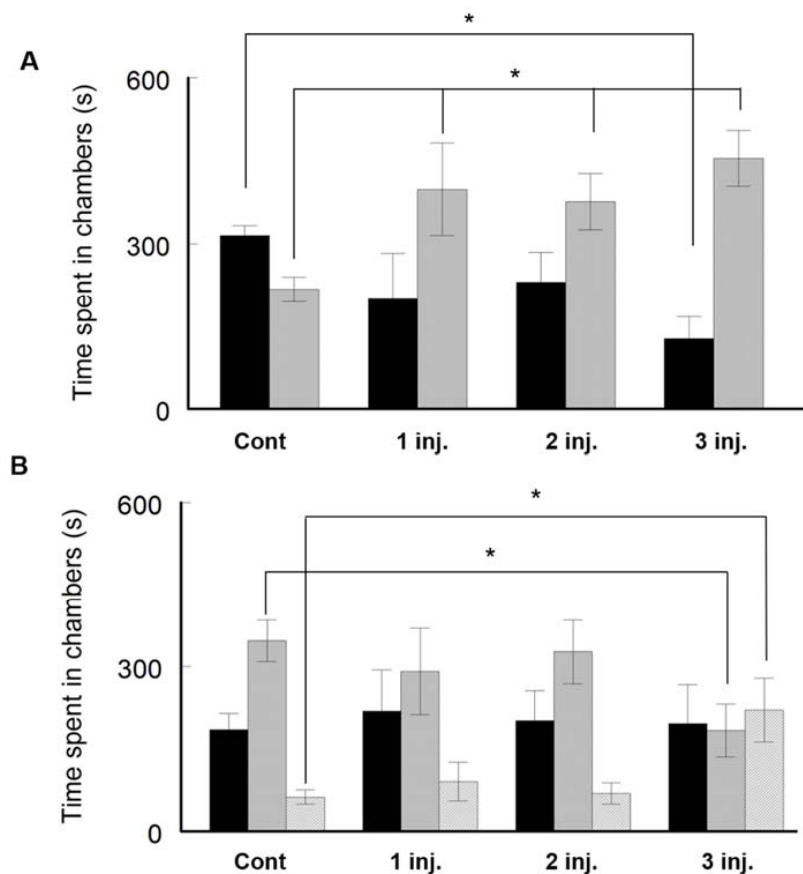 A
*
*
Time spent in chambers (s)
600
300
0
Cont 1 inj. 2 inj. 3 inj.
B
*
*
Time spent in chambers (s)
600
300
0
Cont 1 inj. 2 inj. 3 inj.